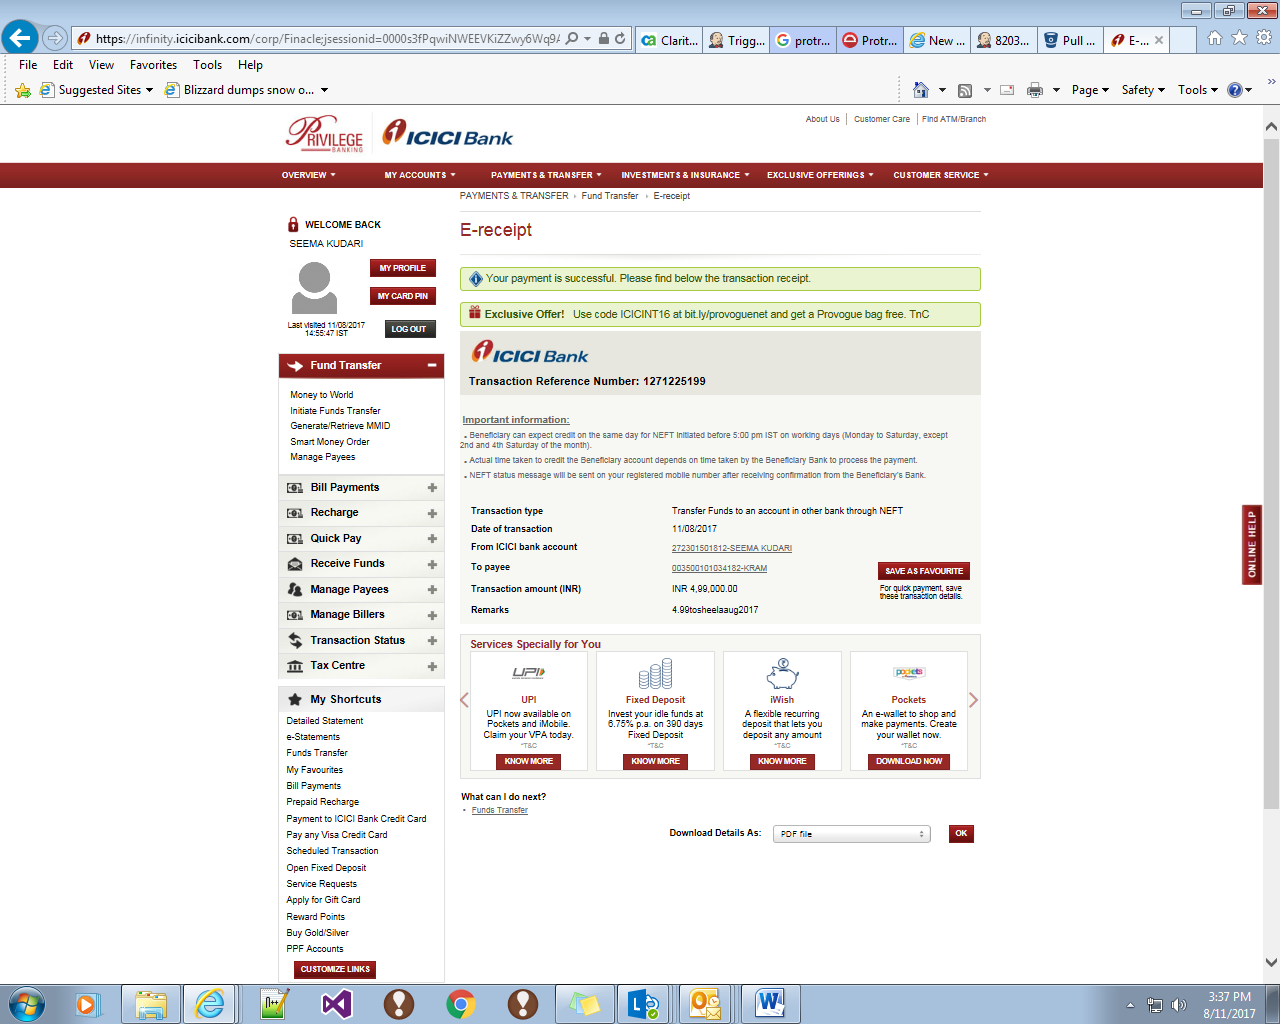 https://infinity.icicibank.com/corp/Finacle;jsessionid=0000s3fPqwiNWEEVKiZZwy6Wq9A
Clarit...
Trigg...
protr...
Protr...
New ...
8203...
Pull ...
E-...
File Edit View Favorites Tools Help
Suggested Sites
Blizzard dumps snow o...
Page Safety Tools
PRIVILEGE BANKING
ICICI Bank
About Us | Customer Care | Find ATM/Branch
OVERVIEW MY ACCOUNTS PAYMENTS & TRANSFER INVESTMENTS & INSURANCE EXCLUSIVE OFFERINGS CUSTOMER SERVICE
PAYMENTS & TRANSFER › Fund Transfer › E-receipt
WELCOME BACK
SEEMA KUDARI
MY PROFILE
MY CARD PIN
Last visited 11/08/2017
14:55:47 IST
LOG OUT
Fund Transfer
Money to World
Initiate Funds Transfer
Generate/Retrieve MMID
Smart Money Order
Manage Payees
Bill Payments
Recharge
Quick Pay
Receive Funds
Manage Payees
Manage Billers
Transaction Status
Tax Centre
My Shortcuts
Detailed Statement
e-Statements
Funds Transfer
My Favourites
Bill Payments
Prepaid Recharge
Payment to ICICI Bank Credit Card
Pay any Visa Credit Card
Scheduled Transaction
Open Fixed Deposit
Service Requests
Apply for Gift Card
Reward Points
Buy Gold/Silver
PPF Accounts
CUSTOMIZE LINKS
E-receipt
Your payment is successful. Please find below the transaction receipt.
Exclusive Offer! Use code ICICINT16 at bit.ly/provoguenet and get a Provogue bag free. TnC
ICICI Bank
Transaction Reference Number: 1271225199
Important information:
• Beneficiary can expect credit on the same day for NEFT initiated before 5:00 pm IST on working days (Monday to Saturday, except
2nd and 4th Saturday of the month).
• Actual time taken to credit the Beneficiary account depends on time taken by the Beneficiary Bank to process the payment.
• NEFT status message will be sent on your registered mobile number after receiving confirmation from the Beneficiary's Bank.
Transaction type Transfer Funds to an account in other bank through NEFT
Date of transaction 11/08/2017
From ICICI bank account 272301501812-SEEMA KUDARI
To payee 003500101034182-KRAM
SAVE AS FAVOURITE
For quick payment, save
these transaction details.
Transaction amount (INR) INR 4,99,000.00
Remarks 4.99tosheelaaug2017
Services Specially for You
UPI
UPI
UPI now available on
Pockets and iMobile.
Claim your VPA today.
*T&C
KNOW MORE
Fixed Deposit
Invest your idle funds at
6.75% p.a. on 390 days
Fixed Deposit
*T&C
KNOW MORE
iWish
A flexible recurring
deposit that lets you
deposit any amount
*T&C
KNOW MORE
pockets
Pockets
An e-wallet to shop and
make payments. Create
your wallet now.
*T&C
DOWNLOAD NOW
What can I do next?
• Funds Transfer
Download Details As: PDF file OK
ONLINE HELP
3:37 PM
8/11/2017